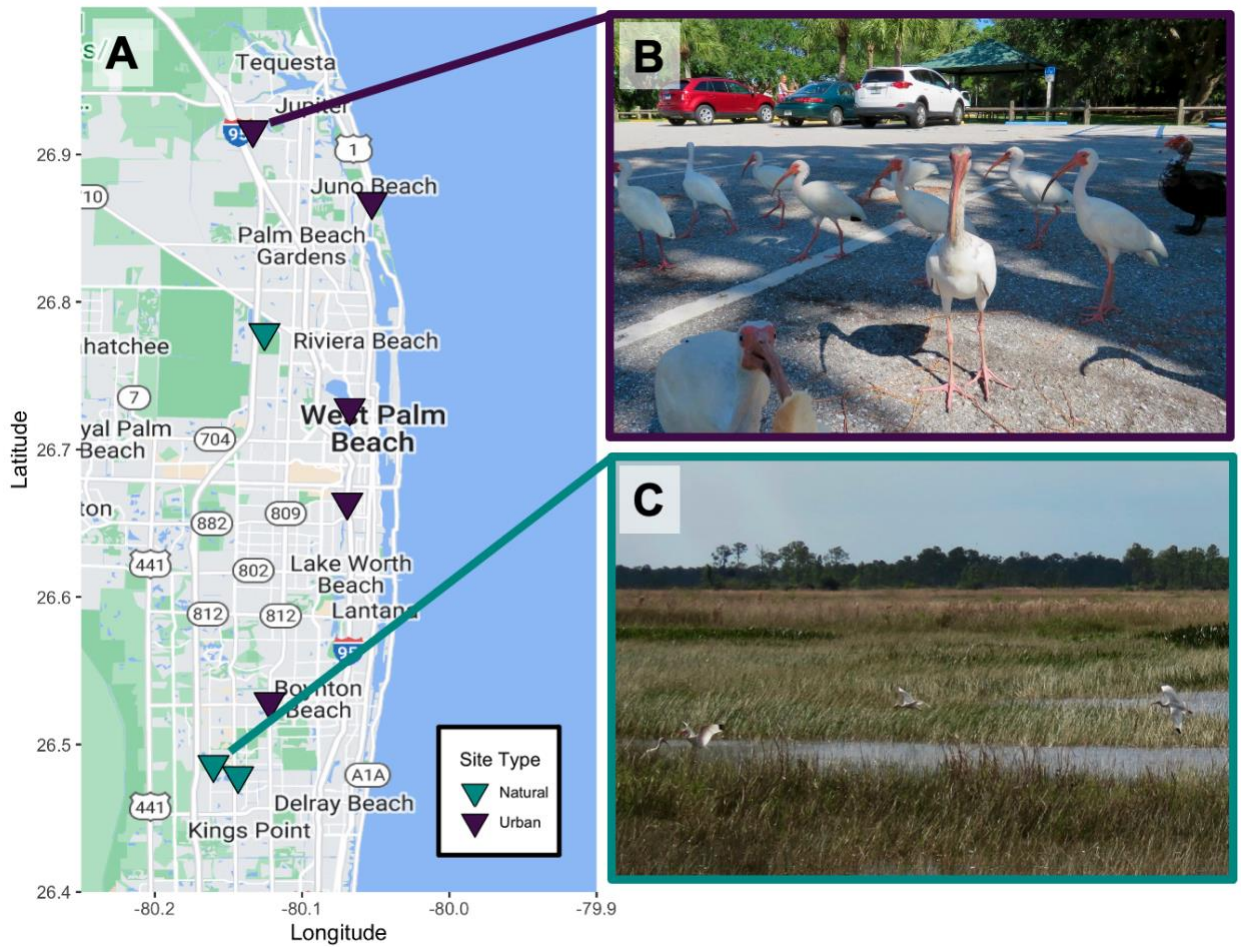 A
s/
Tequesta
Jupiter
95
1
Juno Beach
10
26.9
Palm Beach
Gardens
26.8
hatchee
Riviera Beach
7
West Palm
Beach
yal Palm
Beach
704
26.7
Latitude
ton
809
882
441
802
Lake Worth
Beach
26.6
812
812
Lantana
95
Boynton
Beach
26.5
A1A
441
Delray Beach
Kings Point
Site Type
Natural
Urban
26.4
-80.2
-80.1
-80.0
-79.9
Longitude
B
C